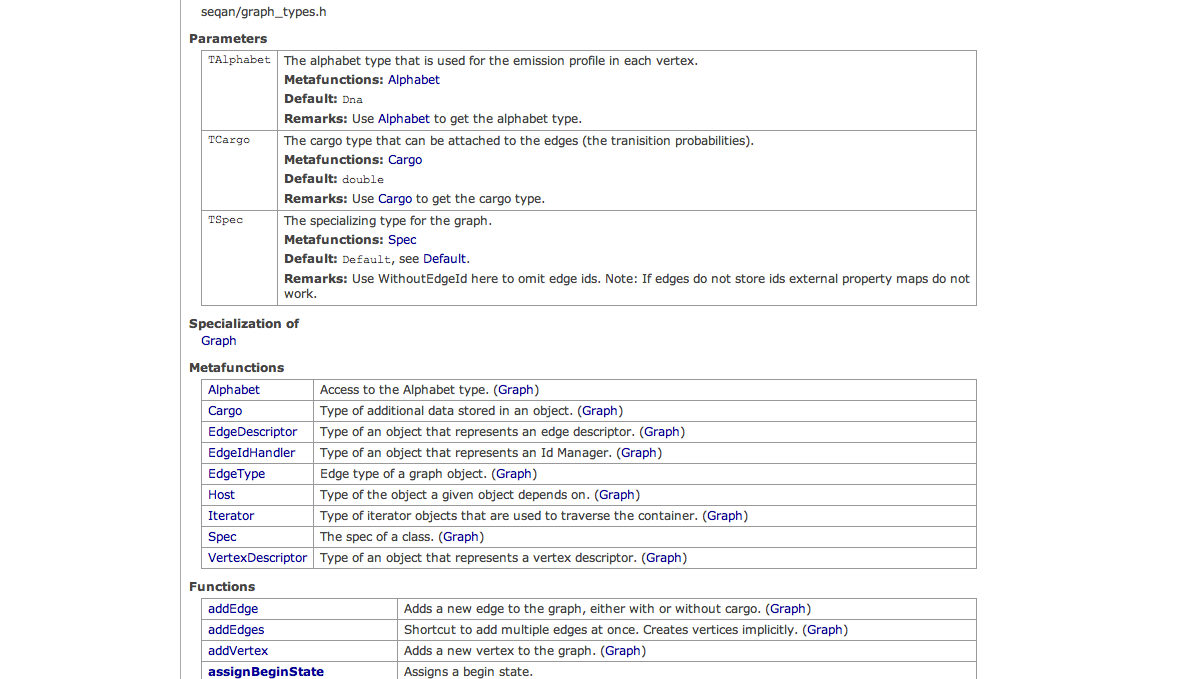 seqan/graph_types.h
Parameters
TAlphabet The alphabet type that is used for the emission profile in each vertex.
Metafunctions: Alphabet
Default: Dna
Remarks: Use Alphabet to get the alphabet type.
TCargo The cargo type that can be attached to the edges (the tranisition probabilities).
Metafunctions: Cargo
Default: double
Remarks: Use Cargo to get the cargo type.
TSpec The specializing type for the graph.
Metafunctions: Spec
Default: Default, see Default.
Remarks: Use WithoutEdgeId here to omit edge ids. Note: If edges do not store ids external property maps do not
work.
Specialization of
Graph
Metafunctions
Alphabet Access to the Alphabet type. (Graph)
Cargo Type of additional data stored in an object. (Graph)
EdgeDescriptor Type of an object that represents an edge descriptor. (Graph)
EdgeIdHandler Type of an object that represents an Id Manager. (Graph)
EdgeType Edge type of a graph object. (Graph)
Host Type of the object a given object depends on. (Graph)
Iterator Type of iterator objects that are used to traverse the container. (Graph)
Spec The spec of a class. (Graph)
VertexDescriptor Type of an object that represents a vertex descriptor. (Graph)
Functions
addEdge Adds a new edge to the graph, either with or without cargo. (Graph)
addEdges Shortcut to add multiple edges at once. Creates vertices implicitly. (Graph)
addVertex Adds a new vertex to the graph. (Graph)
assignBeginState Assigns a begin state.